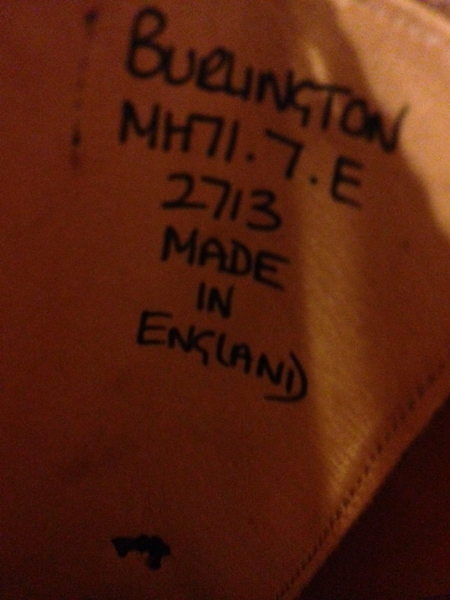 BURLINGTON
MH71.7.E
2713
MADE
IN
ENGLAND